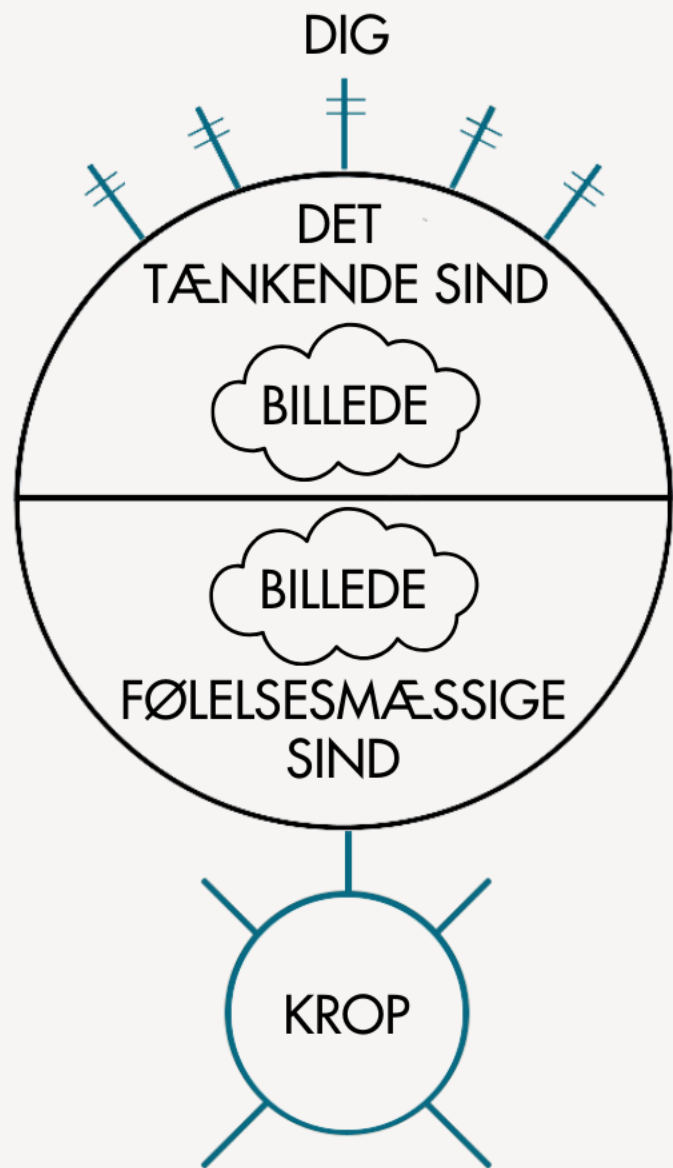 DIG
DET
TÆNKENDE SIND
BILLEDE
BILLEDE
FØLELSESMÆSSIGE
SIND
KROP